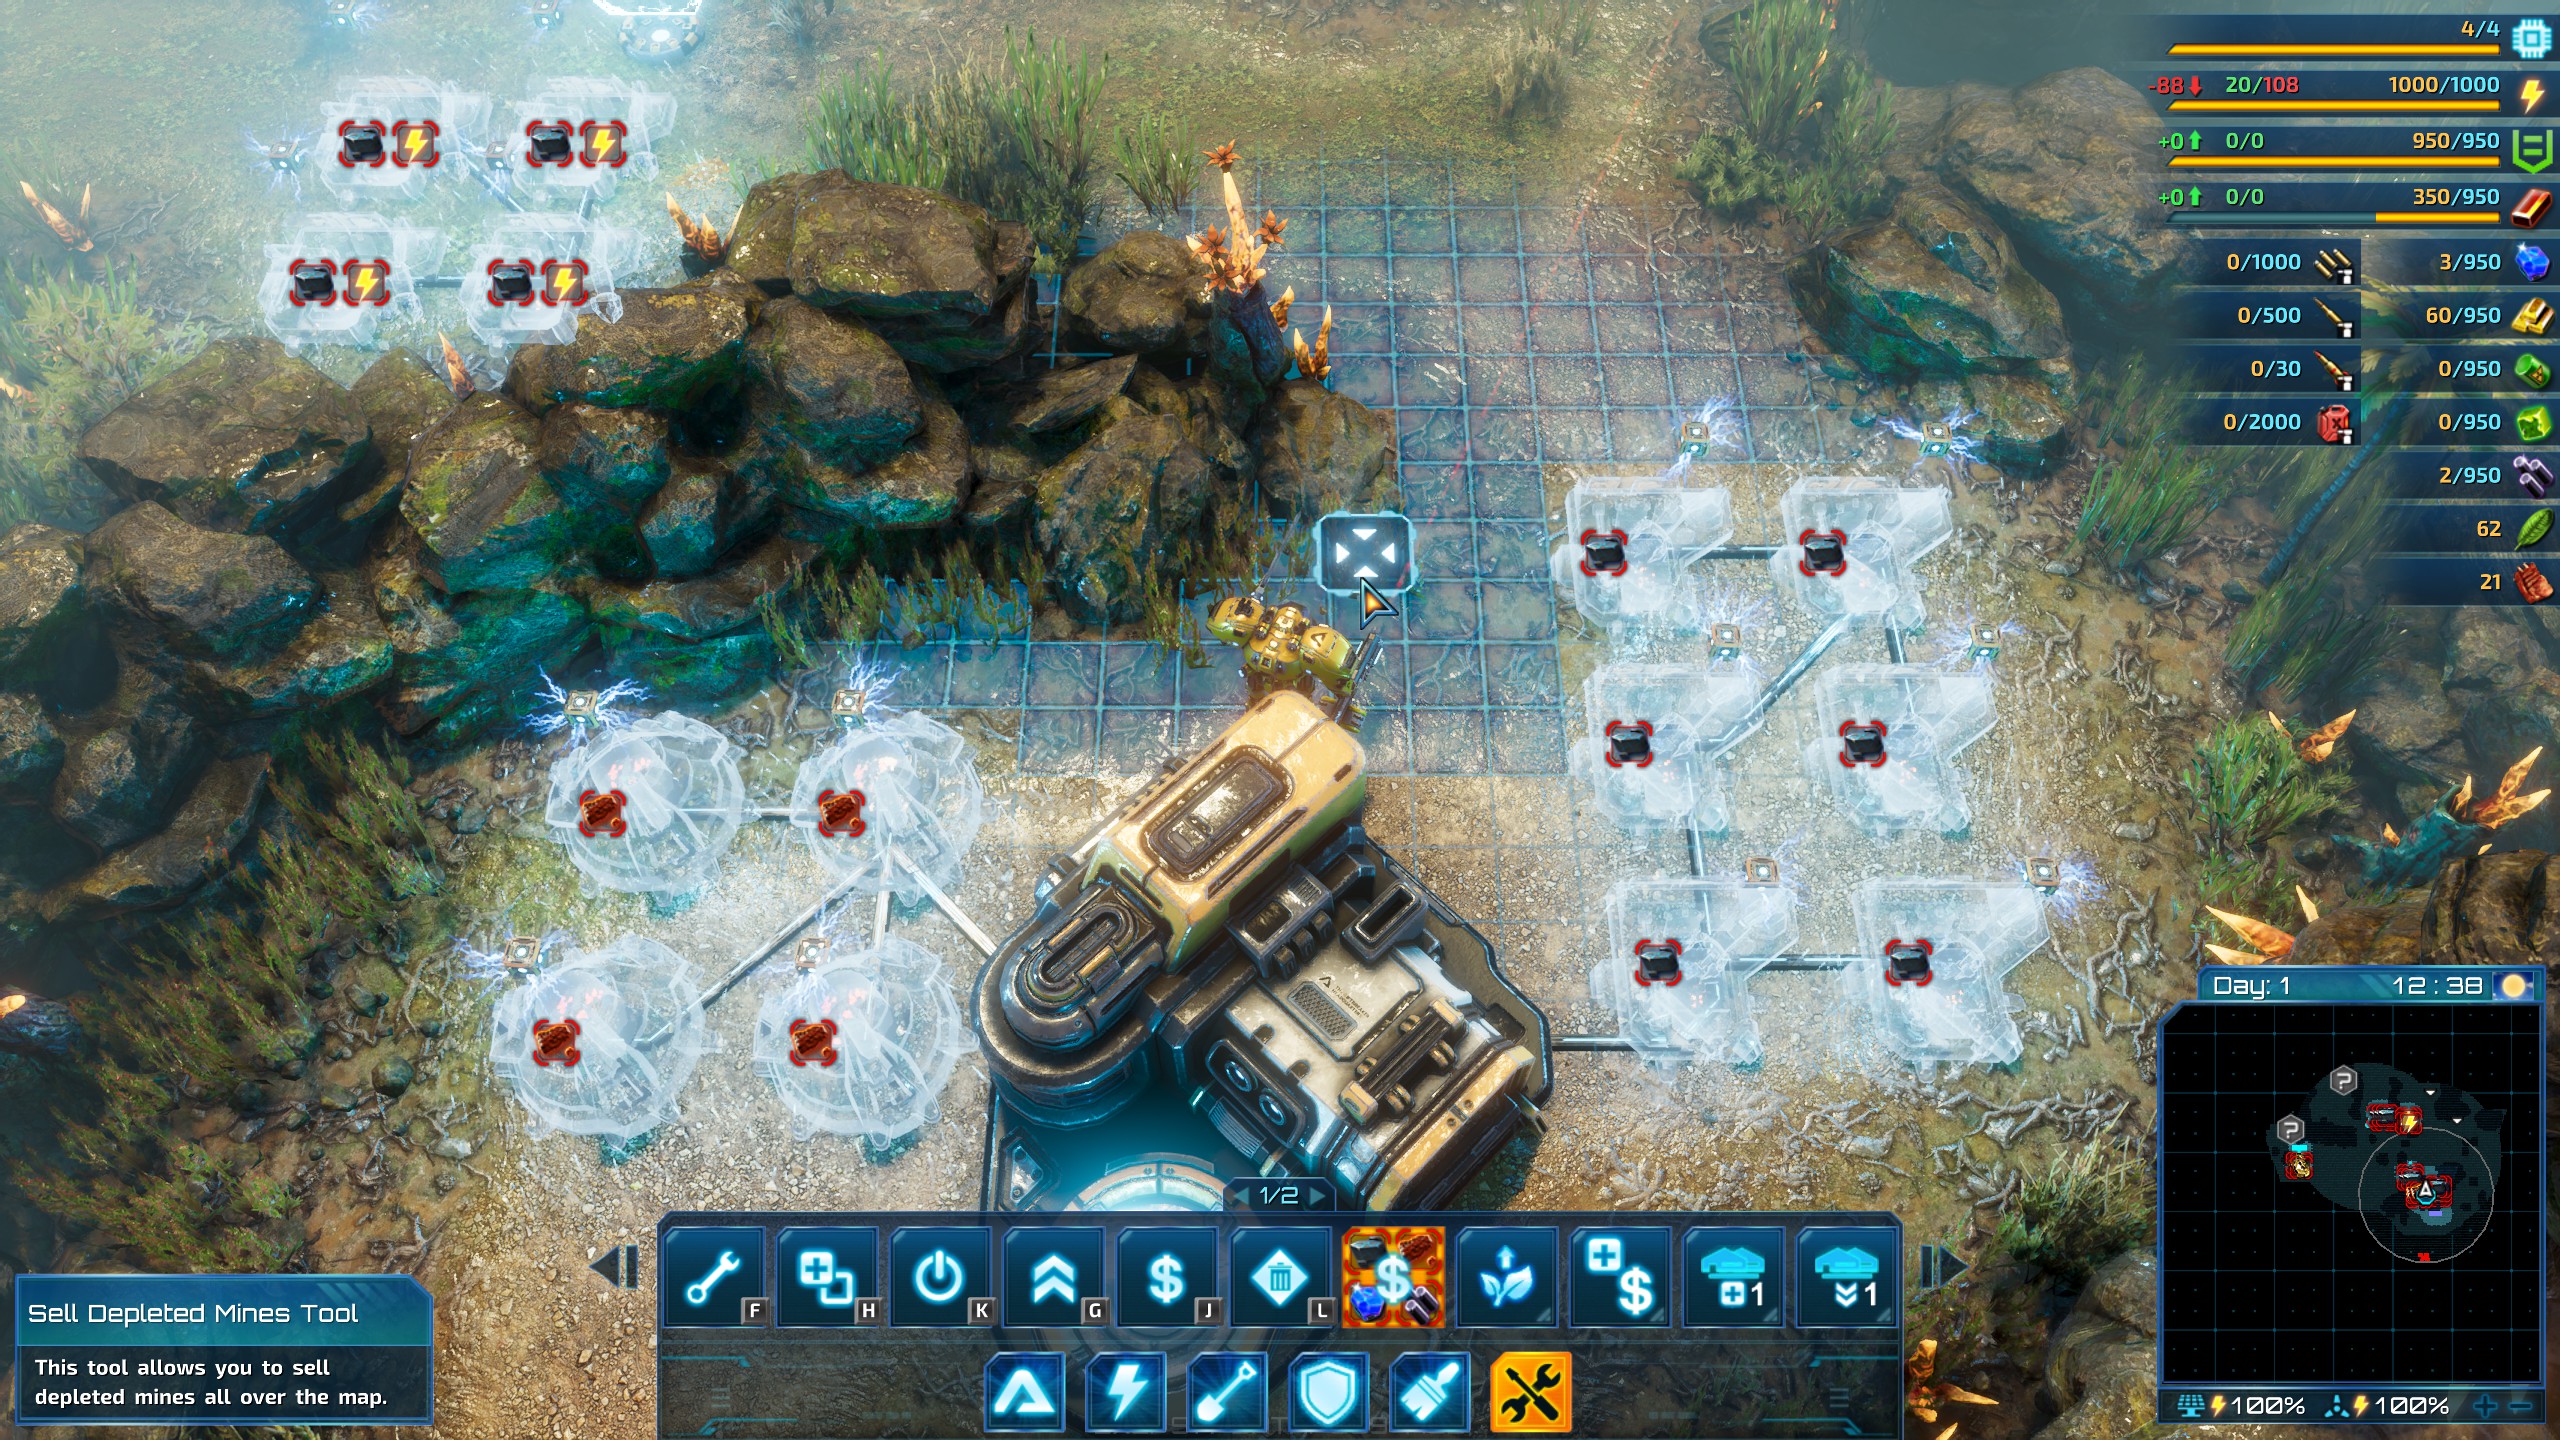 4/4
-88 20/108 1000/1000
+0 0/0 950/950
+0 0/0 350/950
0/1000 3/950
0/500 60/950
0/30 0/950
0/2000 0/950
2/950
62
21
Day: 1 12:38
?
?
1/2
F H K G J L 1 1
Sell Depleted Mines Tool
This tool allows you to sell
depleted mines all over the map.
100% 100%